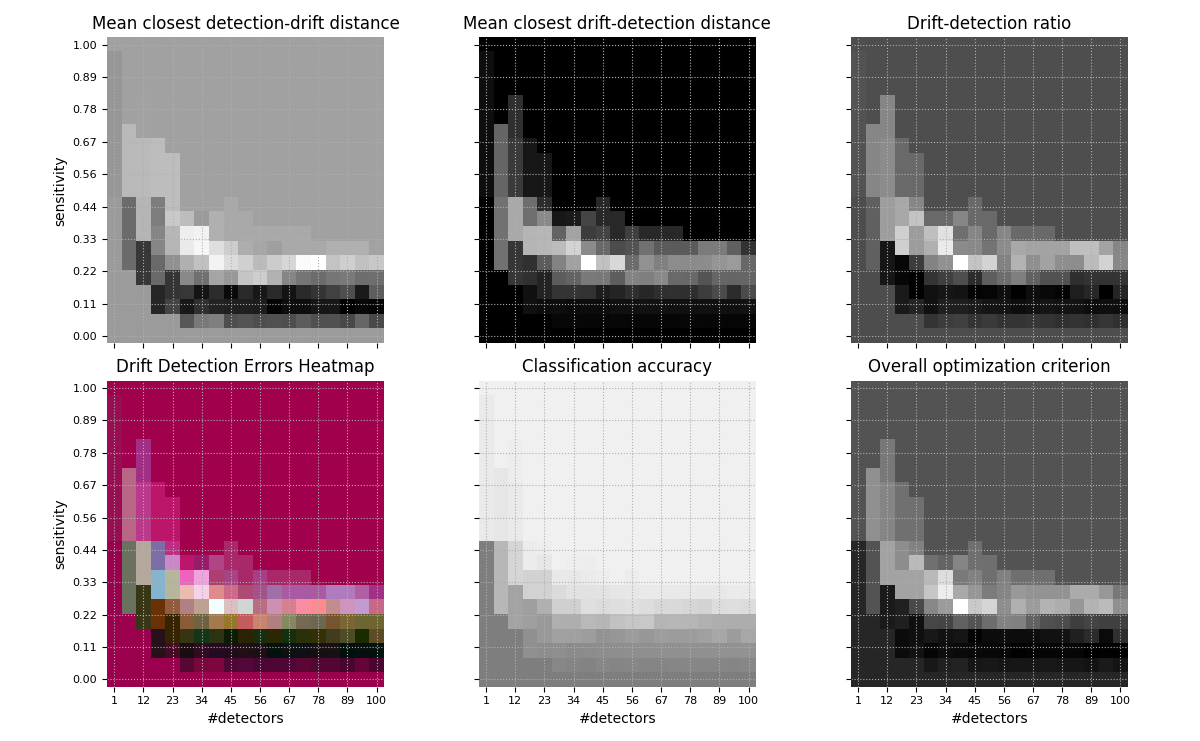 Mean closest detection-drift distance
Mean closest drift-detection distance
Drift-detection ratio
sensitivity
1.00
0.89
0.78
0.67
0.56
0.44
0.33
0.22
0.11
0.00
Drift Detection Errors Heatmap
Classification accuracy
Overall optimization criterion
sensitivity
1.00
0.89
0.78
0.67
0.56
0.44
0.33
0.22
0.11
0.00
1 12 23 34 45 56 67 78 89 100
1 12 23 34 45 56 67 78 89 100
1 12 23 34 45 56 67 78 89 100
#detectors
#detectors
#detectors